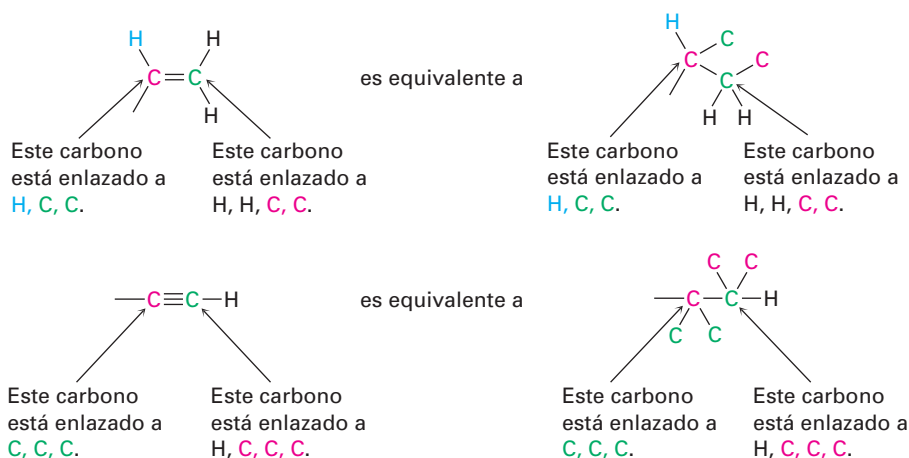 H H
C=C
H
es equivalente a
H C
C C
C
H H
Este carbono
está enlazado a
H, C, C.
Este carbono
está enlazado a
H, H, C, C.
Este carbono
está enlazado a
H, C, C.
Este carbono
está enlazado a
H, H, C, C.
—C≡C—H
es equivalente a
C C
—C—C—H
C C
Este carbono
está enlazado a
C, C, C.
Este carbono
está enlazado a
H, C, C, C.
Este carbono
está enlazado a
C, C, C.
Este carbono
está enlazado a
H, C, C, C.